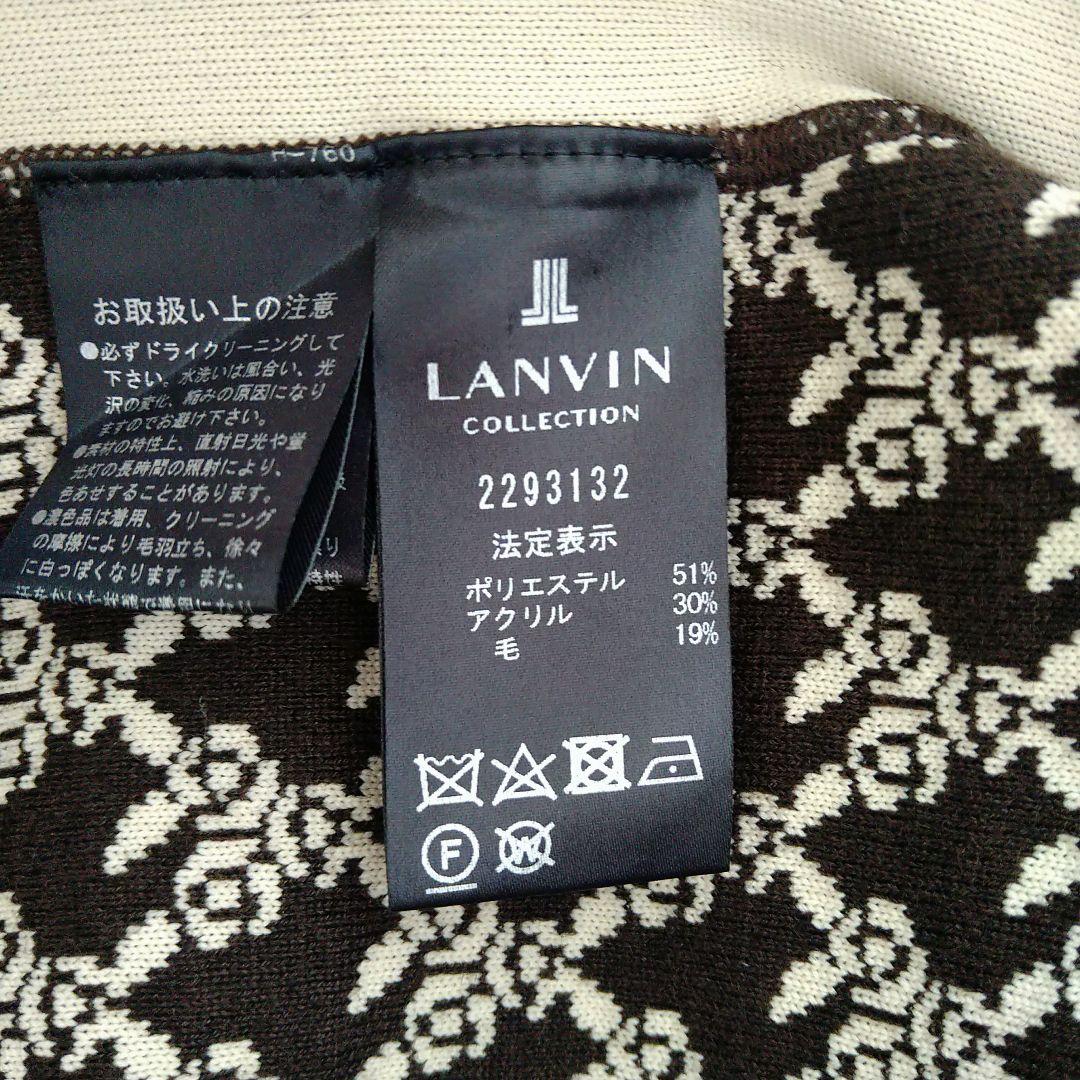 H-760
お取扱い上の注意
●必ずドライクリーニングして
下さい。水洗いは風合い、光
沢の変化、縮みの原因になり
ますのでお避け下さい。
●素材の特性上、直射日光や蛍
光灯の長時間の照射により、
色あせすることがあります。
●濃色品は着用、クリーニング
の摩擦により毛羽立ち、徐々
に白っぽくなります。また、
LANVIN
COLLECTION
2293132
法定表示
ポリエステル 51%
アクリル 30%
毛 19%
F W